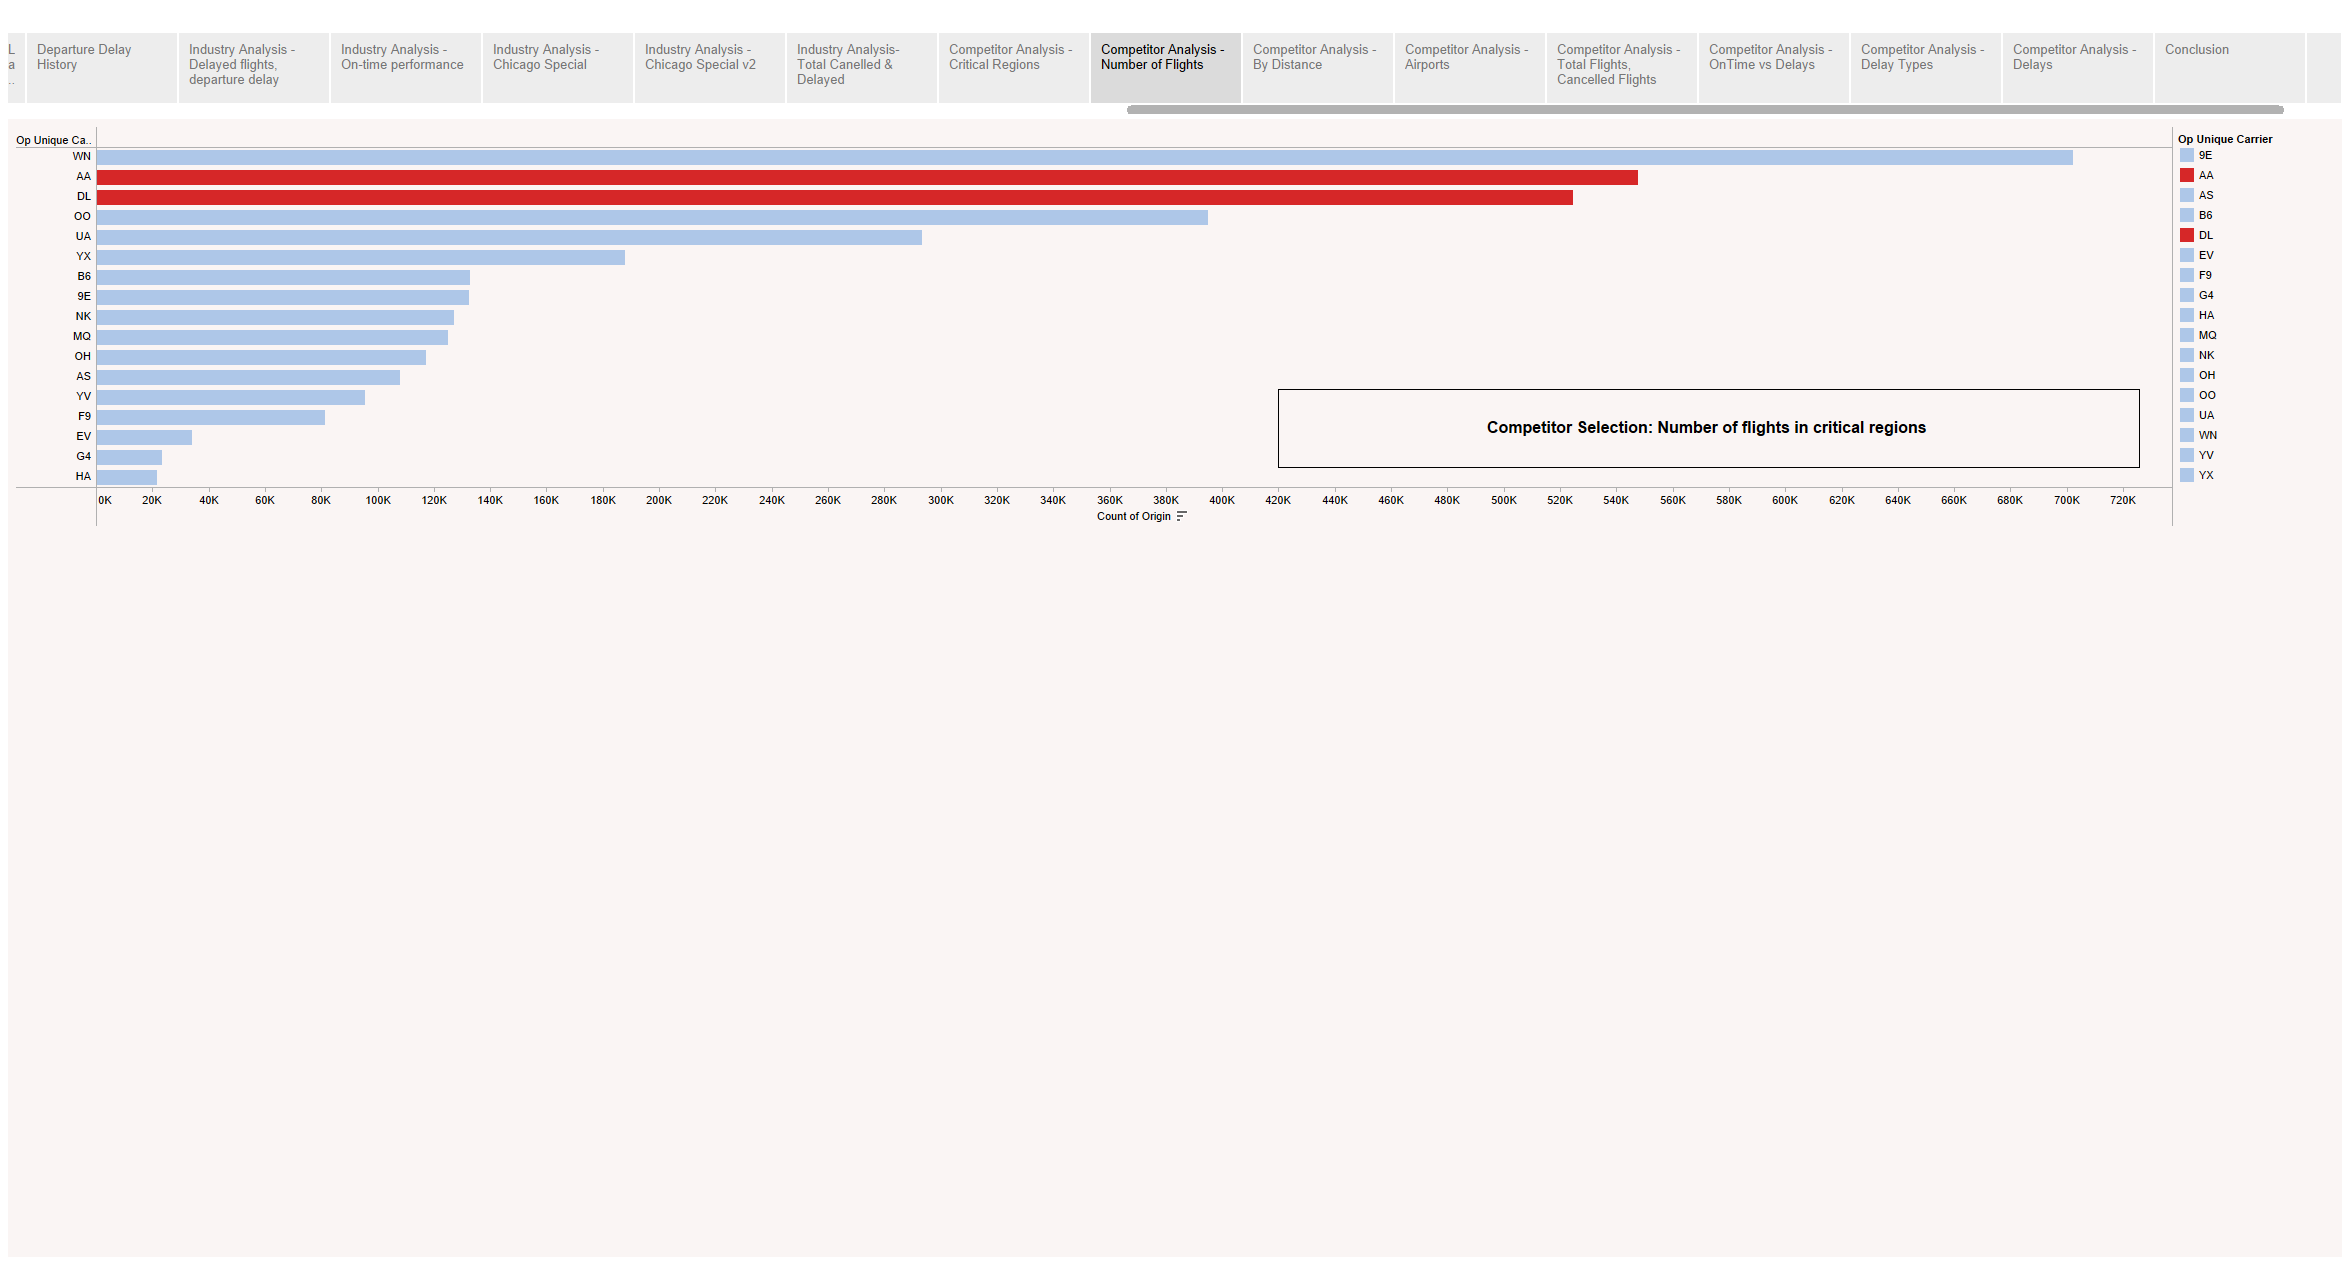 L
a
..
Departure Delay
History
Industry Analysis -
Delayed flights,
departure delay
Industry Analysis -
On-time performance
Industry Analysis -
Chicago Special
Industry Analysis -
Chicago Special v2
Industry Analysis-
Total Canelled &
Delayed
Competitor Analysis -
Critical Regions
Competitor Analysis -
Number of Flights
Competitor Analysis -
By Distance
Competitor Analysis -
Airports
Competitor Analysis -
Total Flights,
Cancelled Flights
Competitor Analysis -
OnTime vs Delays
Competitor Analysis -
Delay Types
Competitor Analysis -
Delays
Conclusion
Op Unique Ca..
WN
AA
DL
OO
UA
YX
B6
9E
NK
MQ
OH
AS
YV
F9
EV
G4
HA
Competitor Selection: Number of flights in critical regions
0K 20K 40K 60K 80K 100K 120K 140K 160K 180K 200K 220K 240K 260K 280K 300K 320K 340K 360K 380K 400K 420K 440K 460K 480K 500K 520K 540K 560K 580K 600K 620K 640K 660K 680K 700K 720K
Count of Origin
Op Unique Carrier
9E
AA
AS
B6
DL
EV
F9
G4
HA
MQ
NK
OH
OO
UA
WN
YV
YX